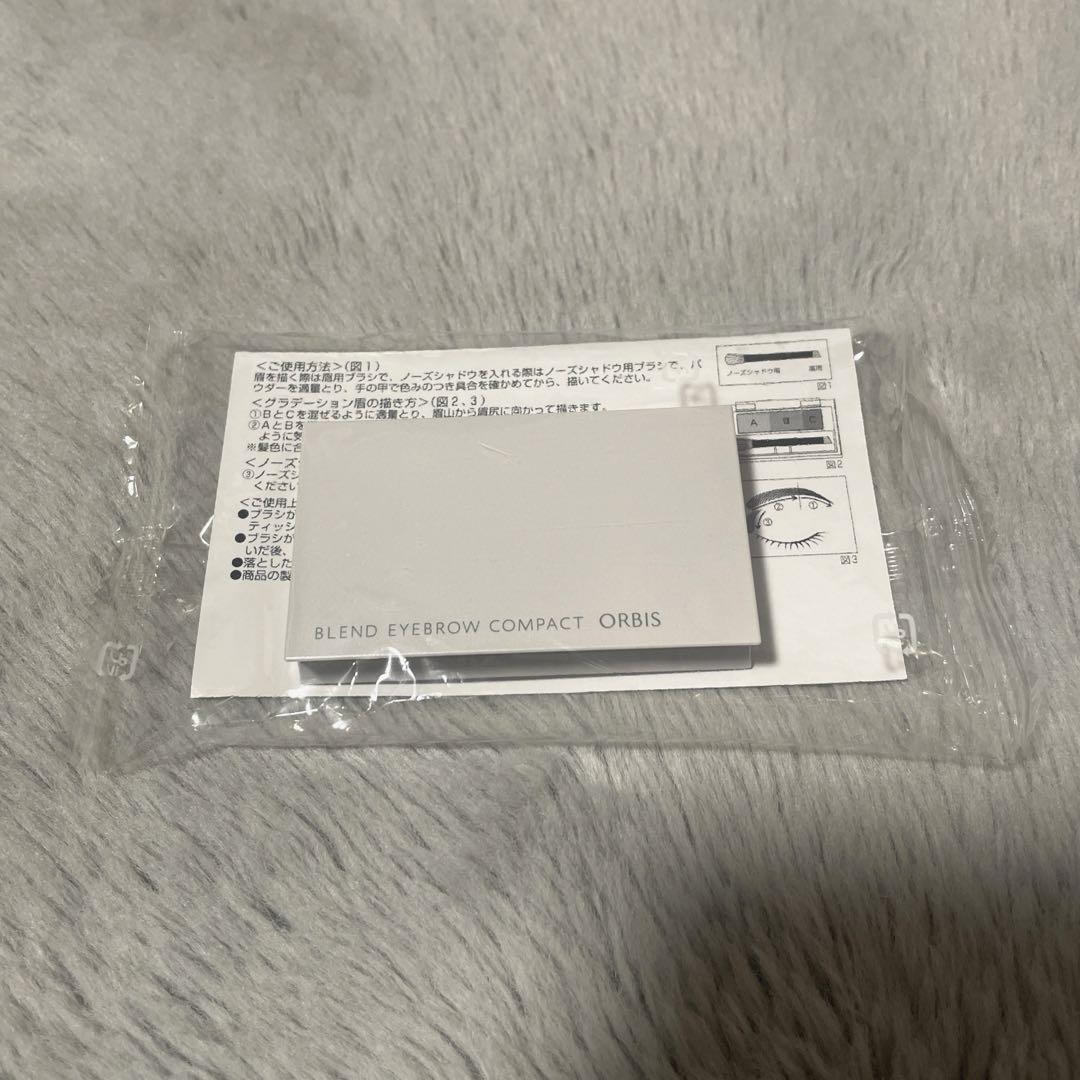 <ご使用方法>(図1)
眉を描く際は眉用ブラシで、ノーズシャドウを入れる際はノーズシャドウ用ブラシで、パ
ウダーを適量とり、手の甲で色みのつき具合を確かめてから、描いてください。
<グラデーション眉の描き方>(図2、3)
①BとCを混ぜるように適量とり、眉山から眉尻に向かって描きます。
②AとBを
ように
※髪色に合
<ノーズ
③ノーズシ
くださ
<ご使用上
●ブラシが
ティッシ
●ブラシが
いだ後、
●落とした
●商品の製
ノーズシャドウ用
眉用
図1
A B C
図2
② ①
③
図3
BLEND EYEBROW COMPACT ORBIS